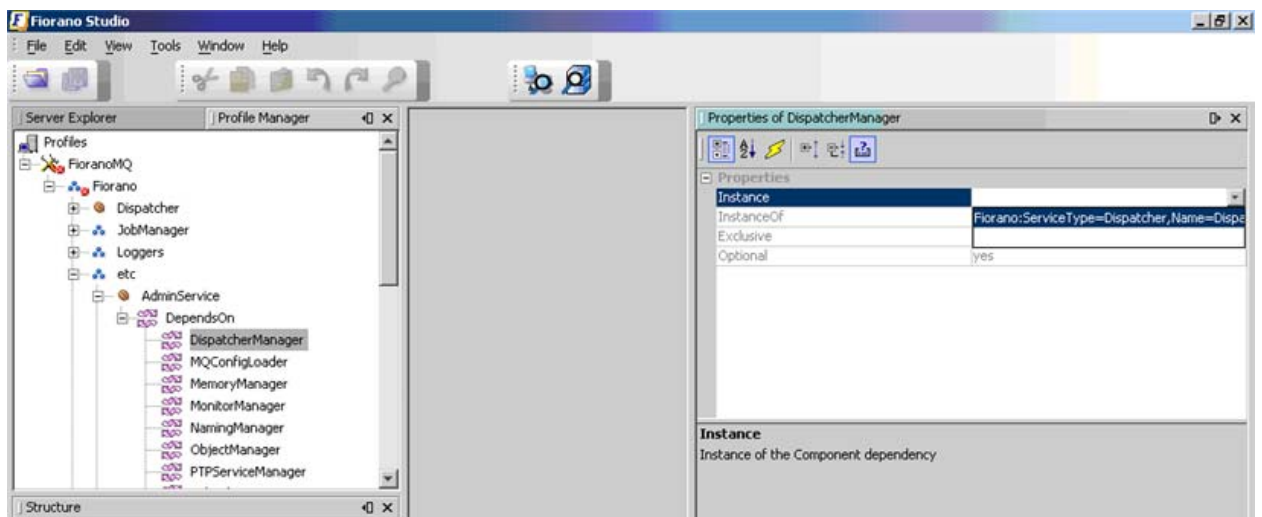 Fiorano Studio
File Edit View Tools Window Help
Server Explorer
Profile Manager
Profiles
FioranoMQ
Fiorano
Dispatcher
JobManager
Loggers
etc
AdminService
DependsOn
DispatcherManager
MQConfigLoader
MemoryManager
MonitorManager
NamingManager
ObjectManager
PTPServiceManager
Structure
Properties of DispatcherManager
Properties
Instance
InstanceOf Fiorano:ServiceType=Dispatcher,Name=Dispa
Exclusive
Optional yes
Instance
Instance of the Component dependency